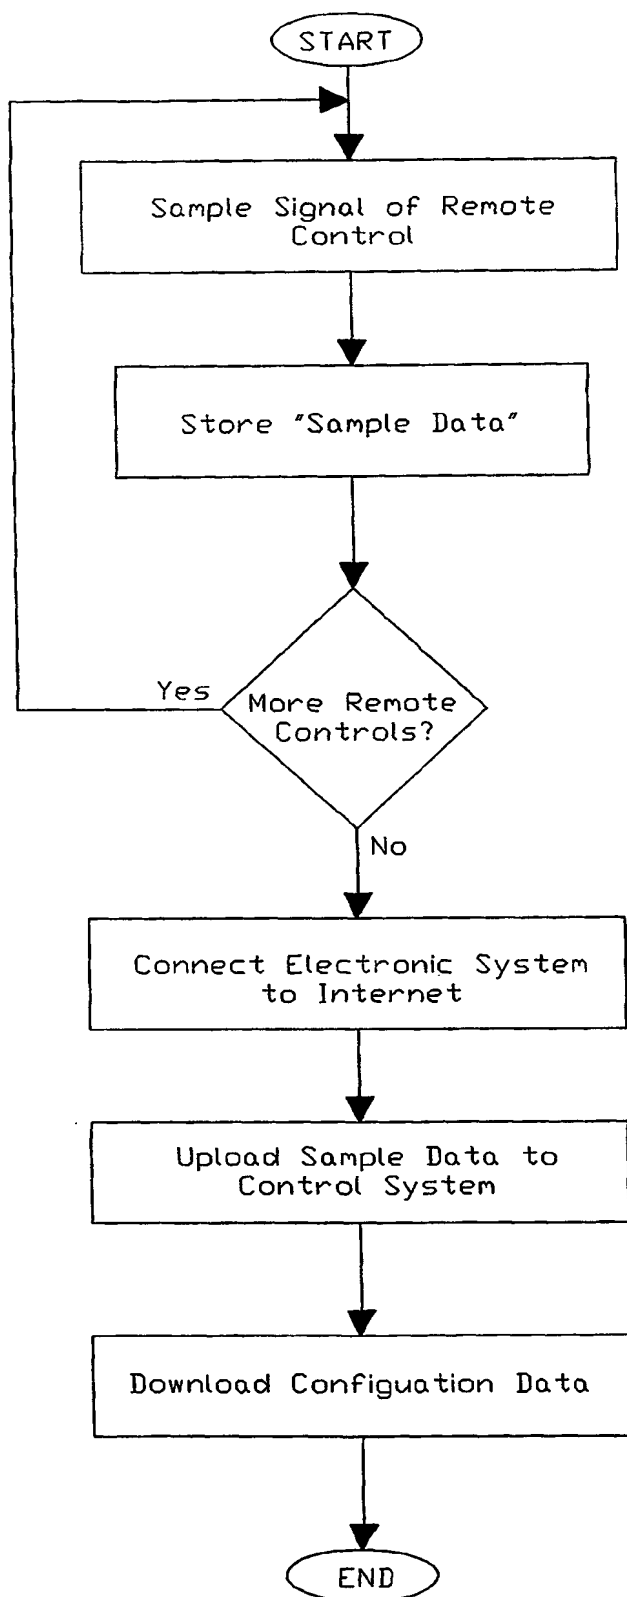 START
Sample Signal of Remote
Control
Store "Sample Data"
Yes
More Remote
Controls?
No
Connect Electronic System
to Internet
Upload Sample Data to
Control System
Download Configuation Data
END